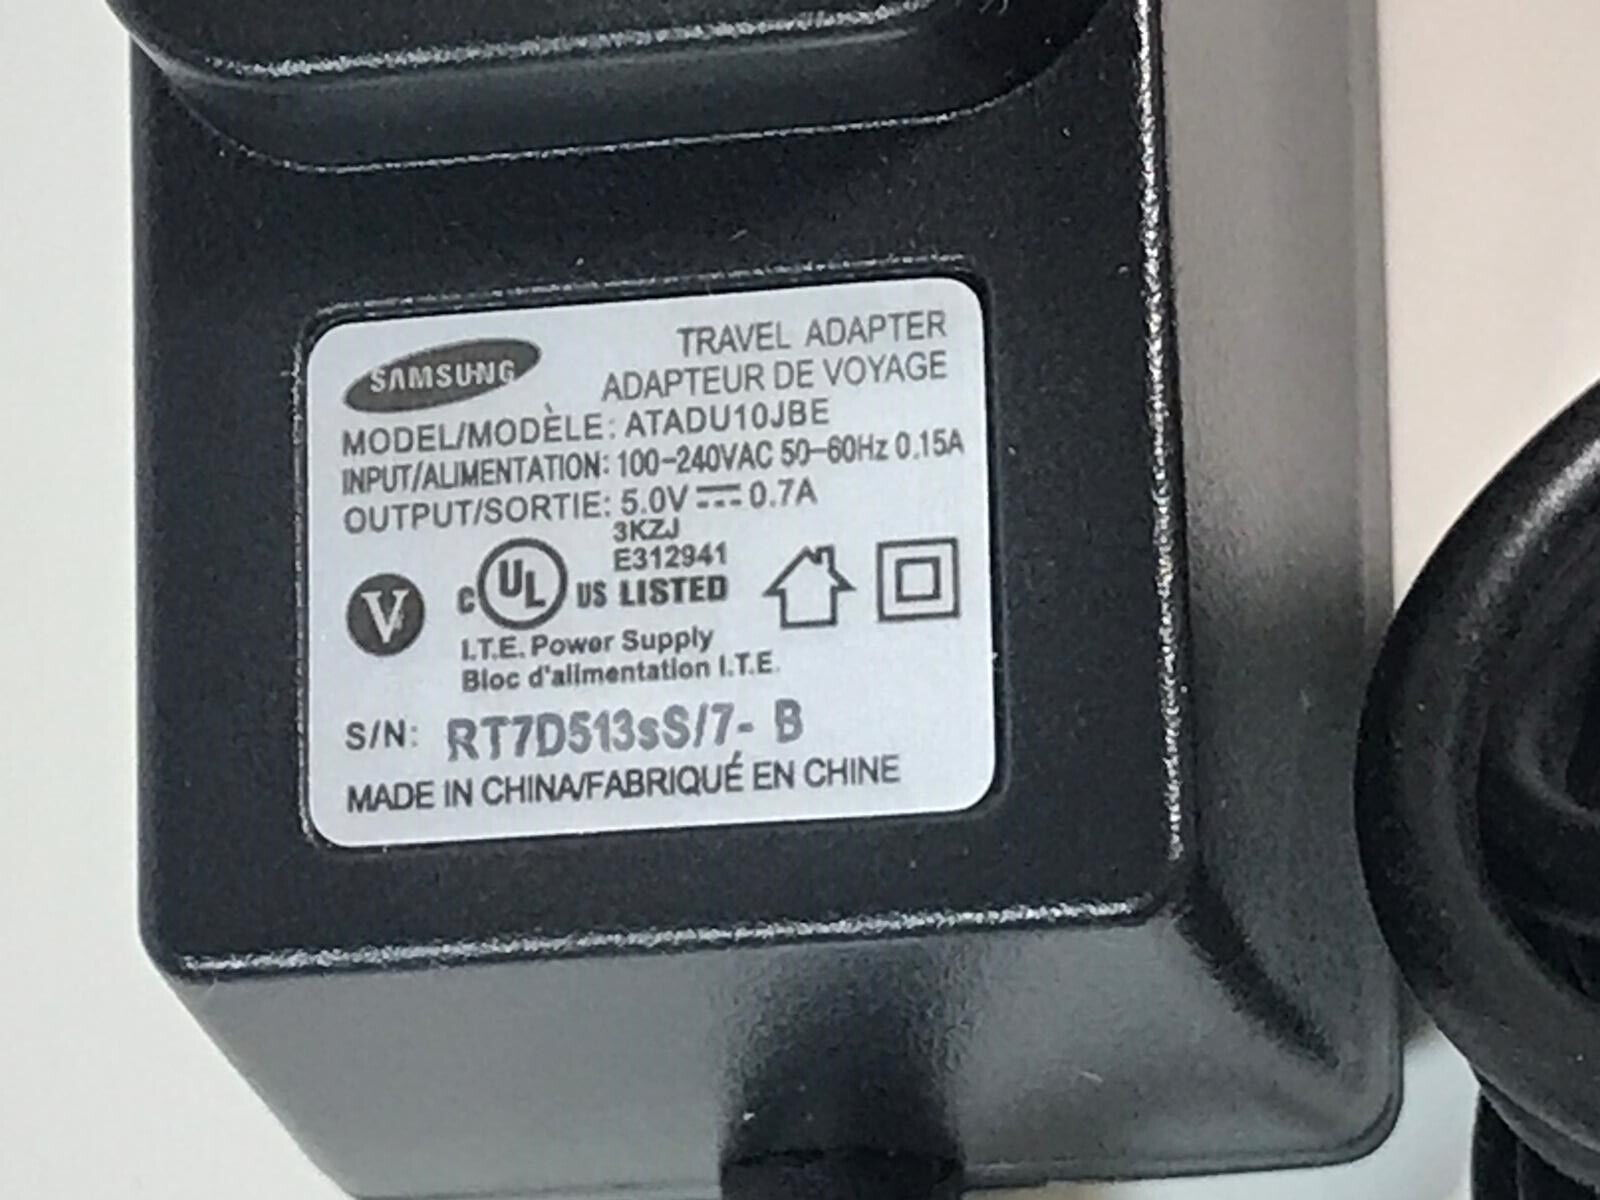 SAMSUNG
TRAVEL ADAPTER
ADAPTEUR DE VOYAGE
MODEL/MODÈLE: ATADU10JBE
INPUT/ALIMENTATION: 100-240VAC 50-60Hz 0.15A
OUTPUT/SORTIE: 5.0V ⎓ 0.7A
3KZJ
E312941
V
c UL US LISTED
I.T.E. Power Supply
Bloc d'alimentation I.T.E.
S/N: RT7D513sS/7- B
MADE IN CHINA/FABRIQUÉ EN CHINE